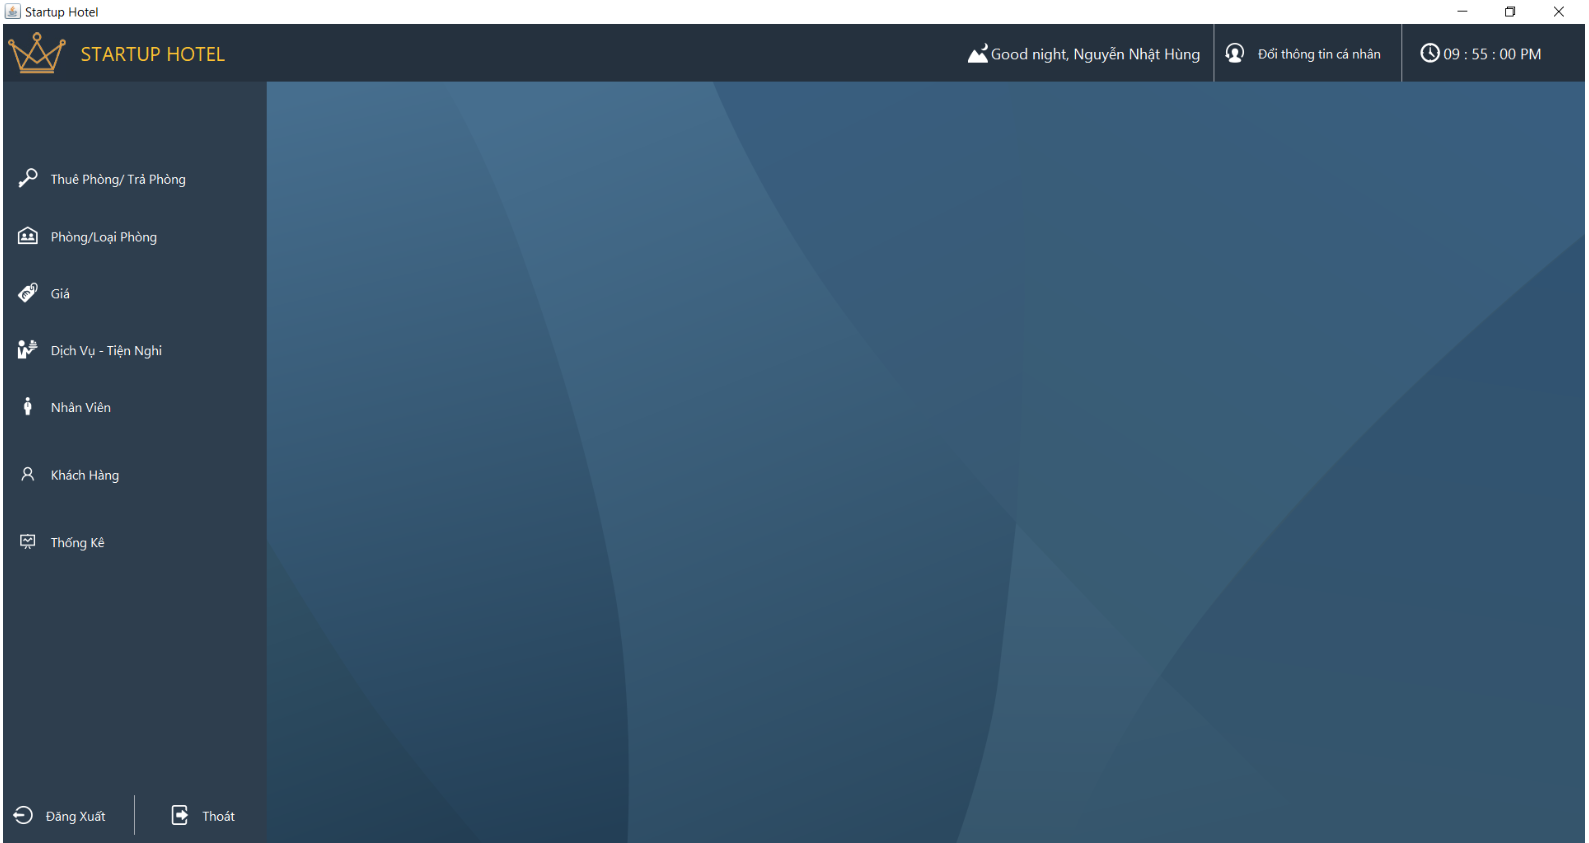 Startup Hotel
STARTUP HOTEL
Good night, Nguyễn Nhật Hùng
Đổi thông tin cá nhân
09 : 55 : 00 PM
Thuê Phòng/ Trả Phòng
Phòng/Loại Phòng
Giá
Dịch Vụ - Tiện Nghi
Nhân Viên
Khách Hàng
Thống Kê
Đăng Xuất
Thoát